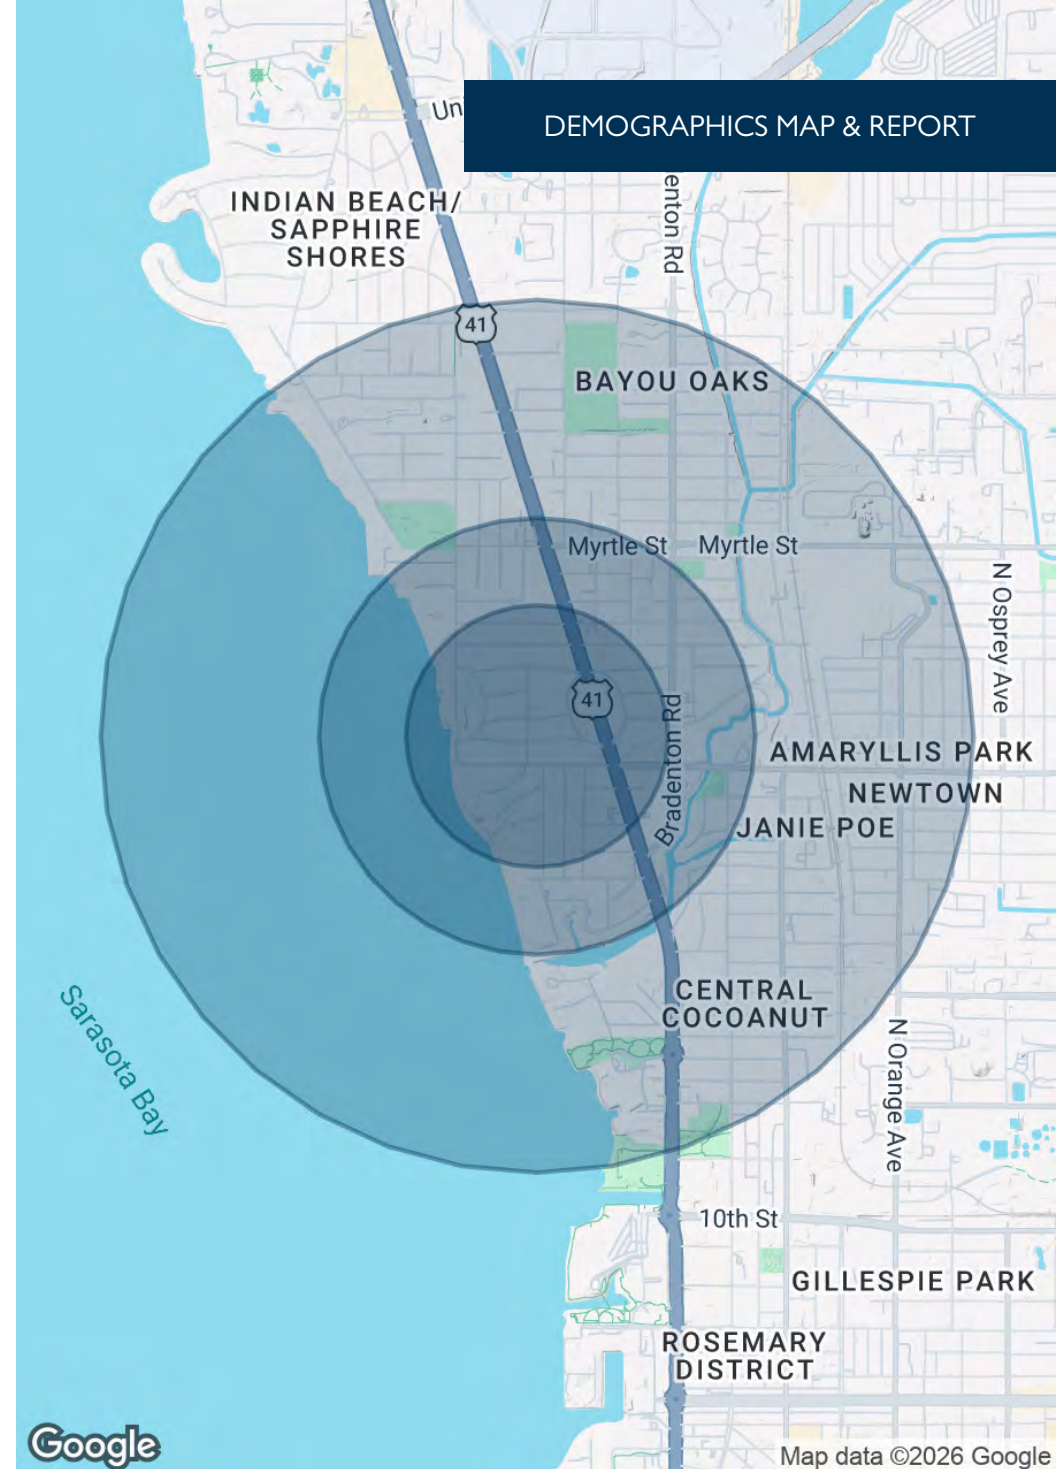 DEMOGRAPHICS MAP & REPORT
INDIAN BEACH/
SAPPHIRE
SHORES
41
BAYOU OAKS
Myrtle St
Myrtle St
N Osprey Ave
41
Bradenton Rd
AMARYLLIS PARK
NEWTOWN
JANIE POE
Sarasota Bay
CENTRAL
COCOANUT
N Orange Ave
10th St
GILLESPIE PARK
ROSEMARY
DISTRICT
Google
Map data ©2026 Google